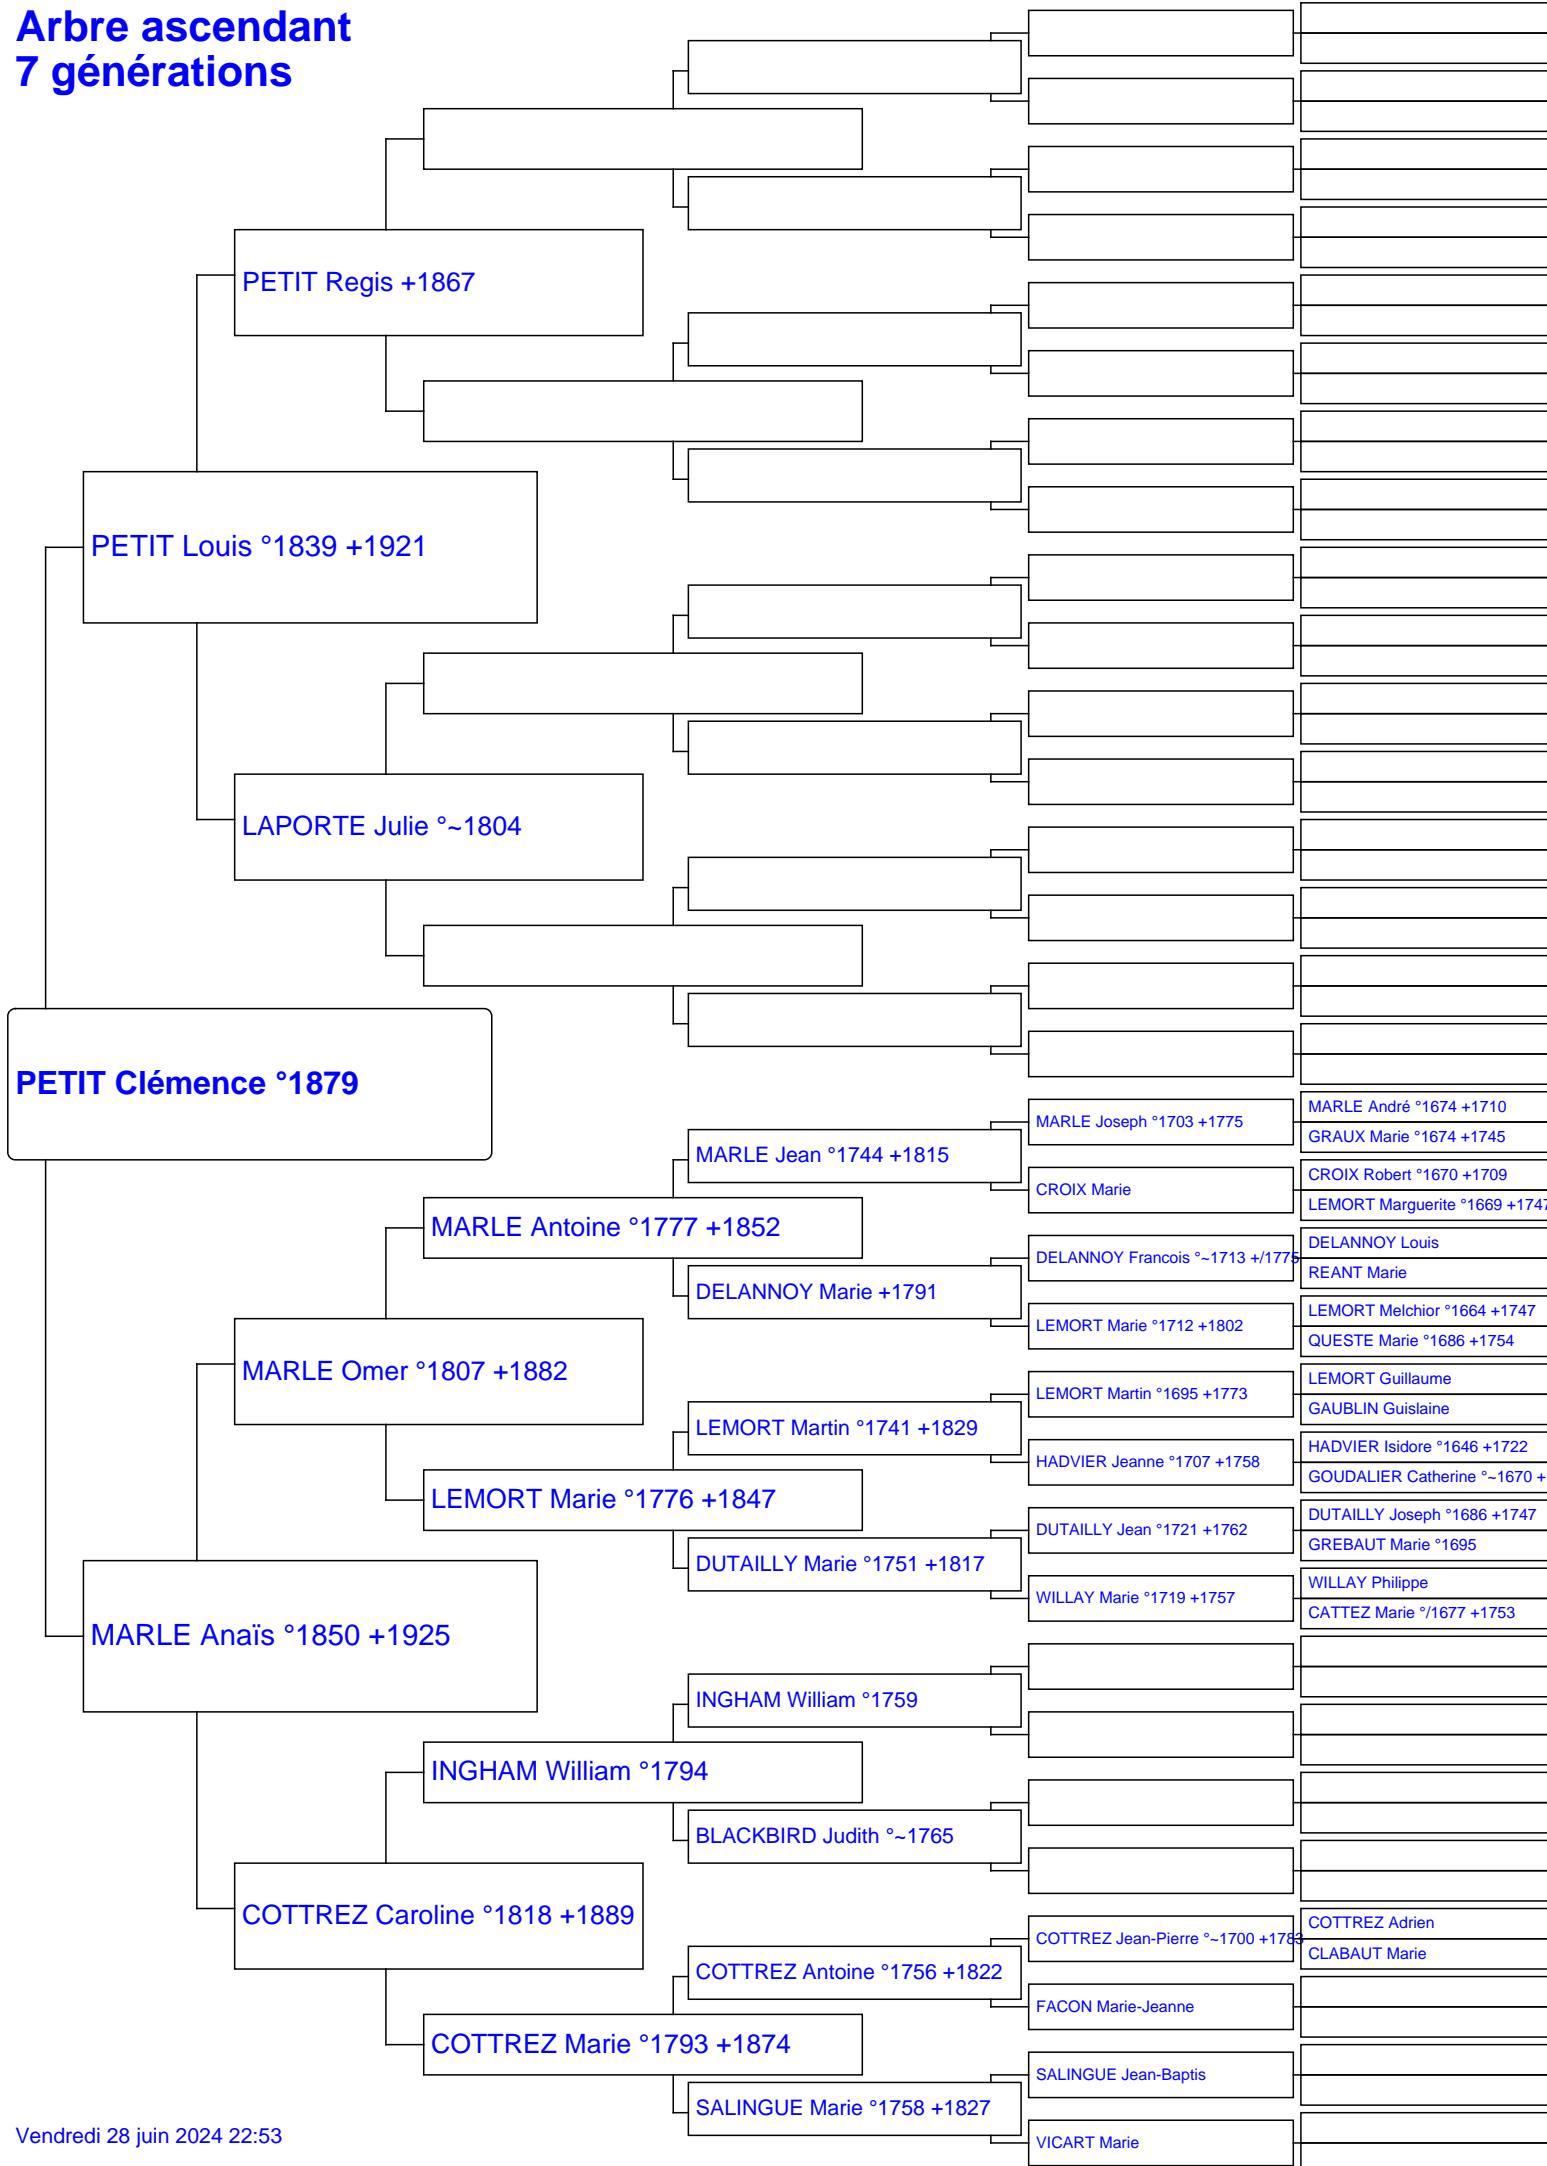 Arbre ascendant
7 générations
PETIT Regis +1867
PETIT Louis °1839 +1921
LAPORTE Julie °~1804
PETIT Clémence °1879
MARLE Joseph °1703 +1775
MARLE André °1674 +1710
GRAUX Marie °1674 +1745
MARLE Jean °1744 +1815
CROIX Marie
CROIX Robert °1670 +1709
LEMORT Marguerite °1669 +1747
MARLE Antoine °1777 +1852
DELANNOY Francois °~1713 +/1775
DELANNOY Louis
REANT Marie
DELANNOY Marie +1791
LEMORT Marie °1712 +1802
LEMORT Melchior °1664 +1747
QUESTE Marie °1686 +1754
MARLE Omer °1807 +1882
LEMORT Martin °1695 +1773
LEMORT Guillaume
GAUBLIN Guislaine
LEMORT Martin °1741 +1829
HADVIER Jeanne °1707 +1758
HADVIER Isidore °1646 +1722
GOUDALIER Catherine °~1670 +
LEMORT Marie °1776 +1847
DUTAILLY Jean °1721 +1762
DUTAILLY Joseph °1686 +1747
GREBAUT Marie °1695
DUTAILLY Marie °1751 +1817
WILLAY Marie °1719 +1757
WILLAY Philippe
CATTEZ Marie °/1677 +1753
MARLE Anaïs °1850 +1925
INGHAM William °1759
INGHAM William °1794
BLACKBIRD Judith °~1765
COTTREZ Caroline °1818 +1889
COTTREZ Jean-Pierre °~1700 +1783
COTTREZ Adrien
CLABAUT Marie
COTTREZ Antoine °1756 +1822
FACON Marie-Jeanne
COTTREZ Marie °1793 +1874
SALINGUE Jean-Baptis
SALINGUE Marie °1758 +1827
VICART Marie
Vendredi 28 juin 2024 22:53